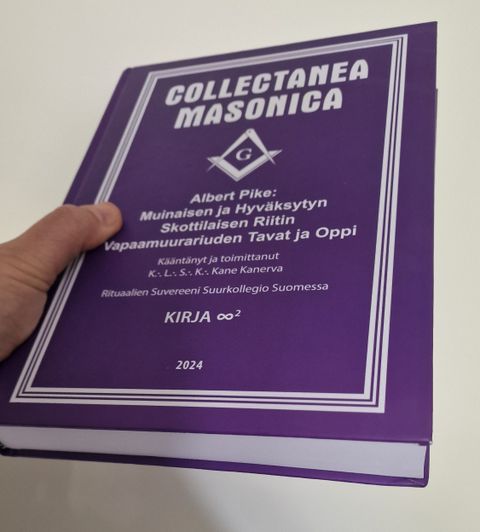 COLLECTANEA
MASONICA
G
Albert Pike:
Muinaisen ja Hyväksytyn
Skottilaisen Riitin
Vapaamuurariuden Tavat ja Oppi
Kääntänyt ja toimittanut
K∴ L∴ S∴ K∴ Kane Kanerva
Rituaalien Suvereeni Suurkollegio Suomessa
KIRJA ∞²
2024